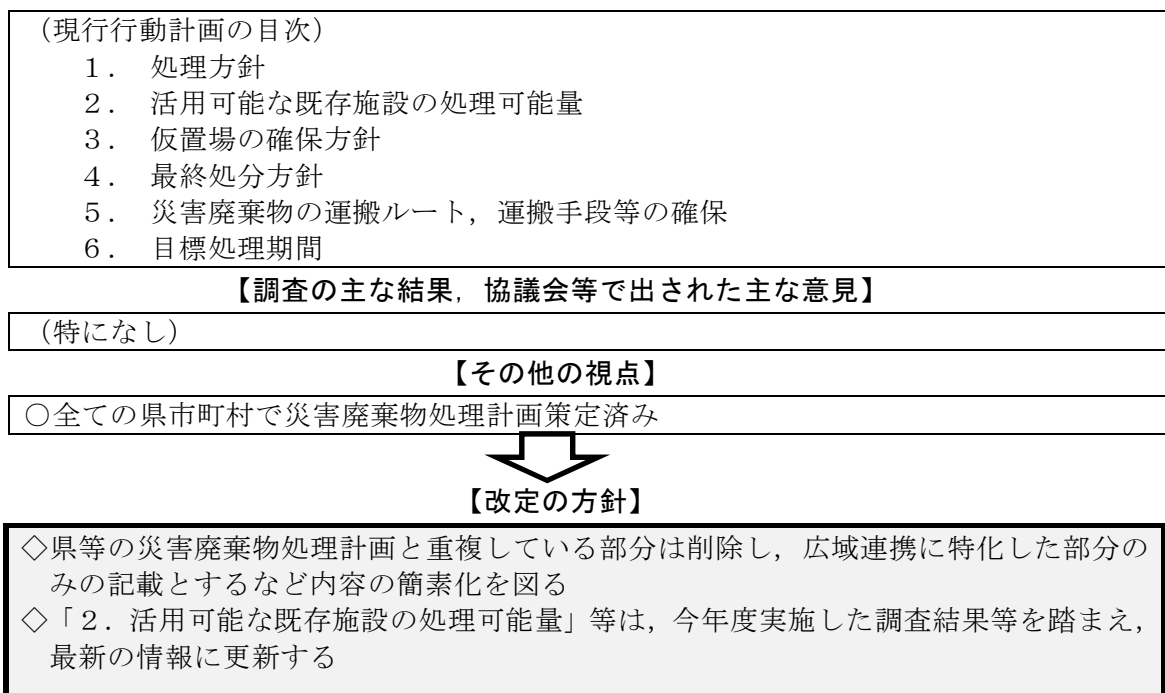 （現行行動計画の目次）
１．　処理方針
２．　活用可能な既存施設の処理可能量
３．　仮置場の確保方針
４．　最終処分方針
５．　災害廃棄物の運搬ルート，運搬手段等の確保
６．　目標処理期間
【調査の主な結果，協議会等で出された主な意見】
（特になし）
【その他の視点】
○全ての県市町村で災害廃棄物処理計画策定済み
【改定の方針】
◇県等の災害廃棄物処理計画と重複している部分は削除し，広域連携に特化した部分の
みの記載とするなど内容の簡素化を図る
◇「２．活用可能な既存施設の処理可能量」等は，今年度実施した調査結果等を踏まえ，
最新の情報に更新する